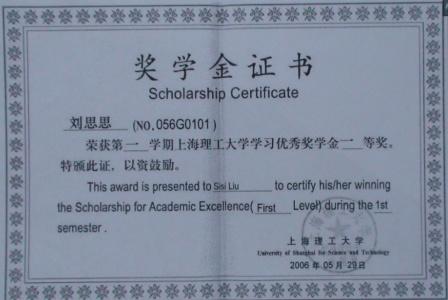 奖学金证书
Scholarship Certificate
刘思思 (NO.056G0101)
荣获第一学期上海理工大学学习优秀奖学金一等奖。
特颁此证，以资鼓励。
This award is presented to Sisi Liu to certify his/her winning
the Scholarship for Academic Excellence( First Level) during the 1st
semester .
上海理工大学
University of Shanghai for Science and Technology
2006 年 05 月 29 日